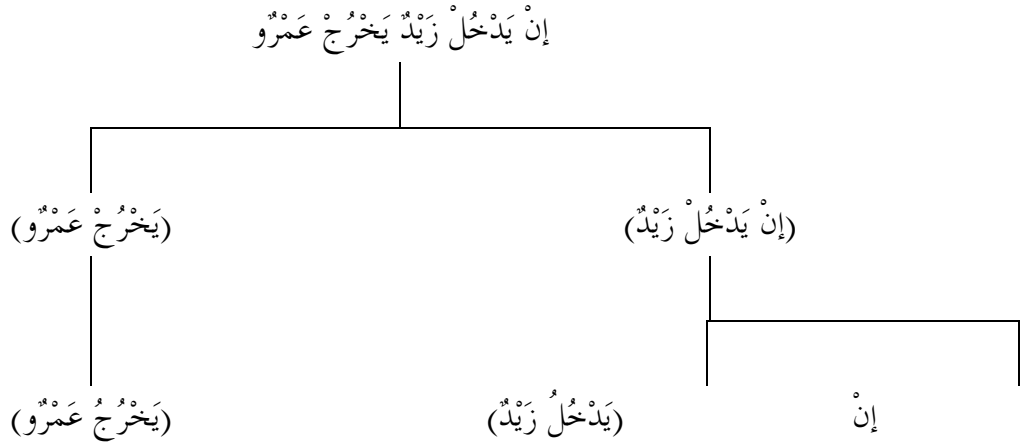 إنْ يَدْخُلْ زَيْدٌ يَخْرُجْ عَمْرٌو
(إنْ يَدْخُلْ زَيْدٌ) (يَخْرُجْ عَمْرٌو)
إنْ (يَدْخُلُ زَيْدٌ) (يَخْرُجُ عَمْرٌو)